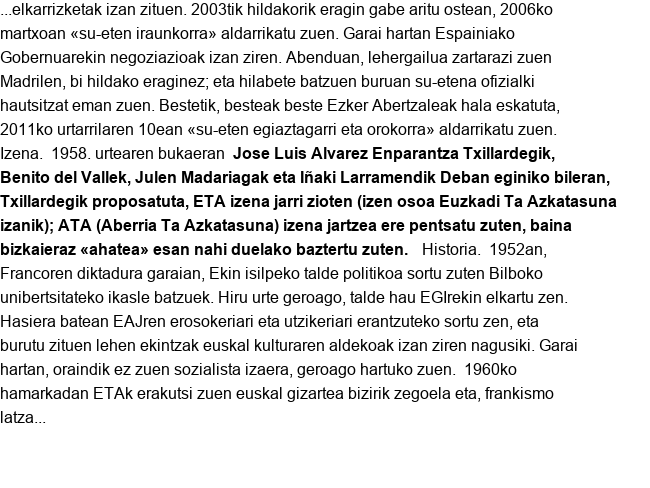 ...elkarrizketak izan zituen. 2003tik hildakorik eragin gabe aritu ostean, 2006ko
martxoan «su-eten iraunkorra» aldarrikatu zuen. Garai hartan Espainiako
Gobernuarekin negoziazioak izan ziren. Abenduan, lehergailua zartarazi zuen
Madrilen, bi hildako eraginez; eta hilabete batzuen buruan su-etena ofizialki
hautsitzat eman zuen. Bestetik, besteak beste Ezker Abertzaleak hala eskatuta,
2011ko urtarrilaren 10ean «su-eten egiaztagarri eta orokorra» aldarrikatu zuen.
Izena. 1958. urtearen bukaeran Jose Luis Alvarez Enparantza Txillardegik,
Benito del Vallek, Julen Madariagak eta Iñaki Larramendik Deban eginiko bileran,
Txillardegik proposatuta, ETA izena jarri zioten (izen osoa Euzkadi Ta Azkatasuna
izanik); ATA (Aberria Ta Azkatasuna) izena jartzea ere pentsatu zuten, baina
bizkaieraz «ahatea» esan nahi duelako baztertu zuten. Historia. 1952an,
Francoren diktadura garaian, Ekin isilpeko talde politikoa sortu zuten Bilboko
unibertsitateko ikasle batzuek. Hiru urte geroago, talde hau EGIrekin elkartu zen.
Hasiera batean EAJren erosokeriari eta utzikeriari erantzuteko sortu zen, eta
burutu zituen lehen ekintzak euskal kulturaren aldekoak izan ziren nagusiki. Garai
hartan, oraindik ez zuen sozialista izaera, geroago hartuko zuen. 1960ko
hamarkadan ETAk erakutsi zuen euskal gizartea bizirik zegoela eta, frankismo
latza...